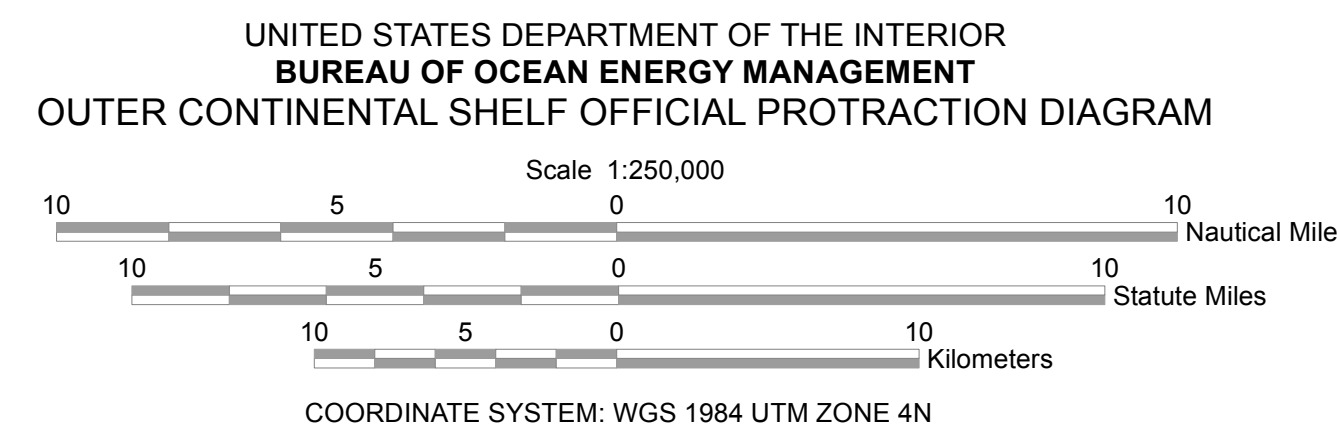 UNITED STATES DEPARTMENT OF THE INTERIOR
BUREAU OF OCEAN ENERGY MANAGEMENT
OUTER CONTINENTAL SHELF OFFICIAL PROTRACTION DIAGRAM
Scale 1:250,000
10 5 0 10
Nautical Mile
10 5 0 10
Statute Miles
10 5 0 10
Kilometers
COORDINATE SYSTEM: WGS 1984 UTM ZONE 4N